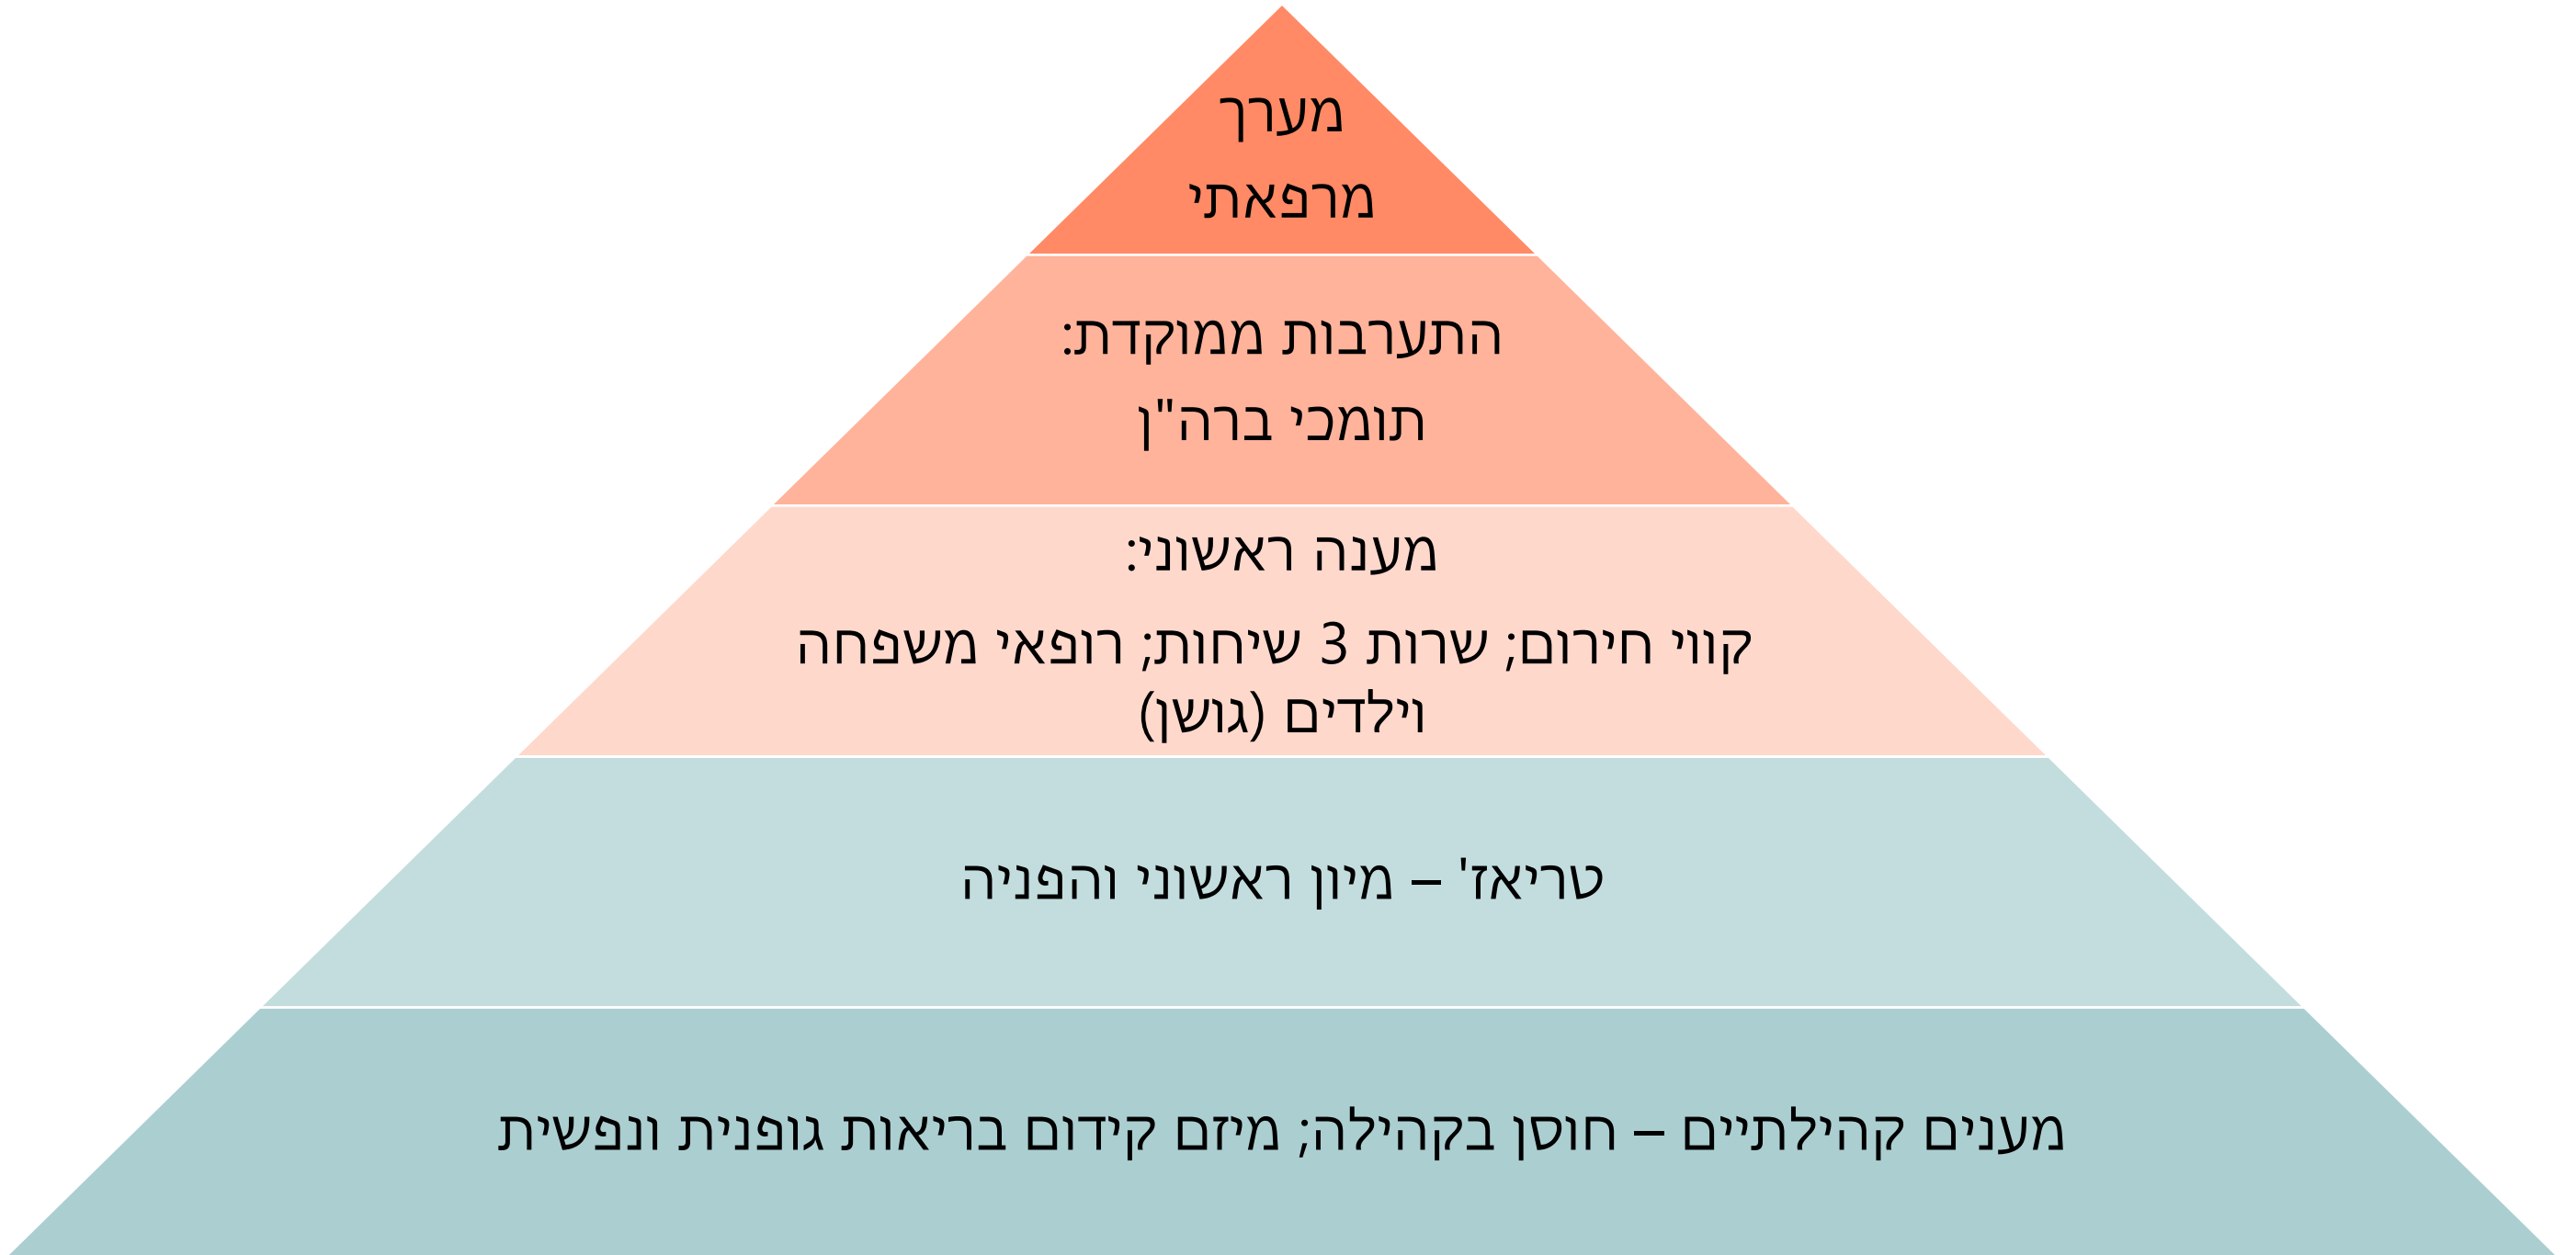 מערך
מרפאתי
התערבות ממוקדת:
תומכי ברה"ן
מענה ראשוני:
קווי חירום; שרות 3 שיחות; רופאי משפחה
וילדים (גושן)
טריאז' – מיון ראשוני והפניה
מענים קהילתיים – חוסן בקהילה; מיזם קידום בריאות גופנית ונפשית